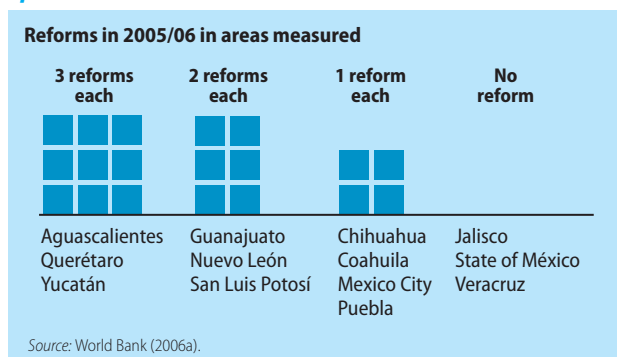 Reforms in 2005/06 in areas measured
3 reforms
each
2 reforms
each
1 reform
each
No
reform
Aguascalientes
Querétaro
Yucatán
Guanajuato
Nuevo León
San Luis Potosí
Chihuahua
Coahuila
Mexico City
Puebla
Jalisco
State of México
Veracruz
Source: World Bank (2006a).